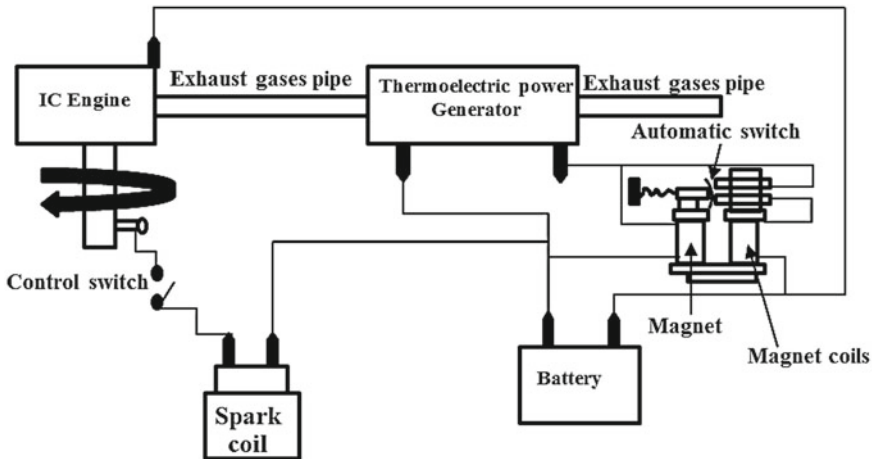 IC Engine
Exhaust gases pipe
Thermoelectric power
Generator
Exhaust gases pipe
Automatic switch
Control switch
Magnet
Magnet coils
Battery
Spark
coil